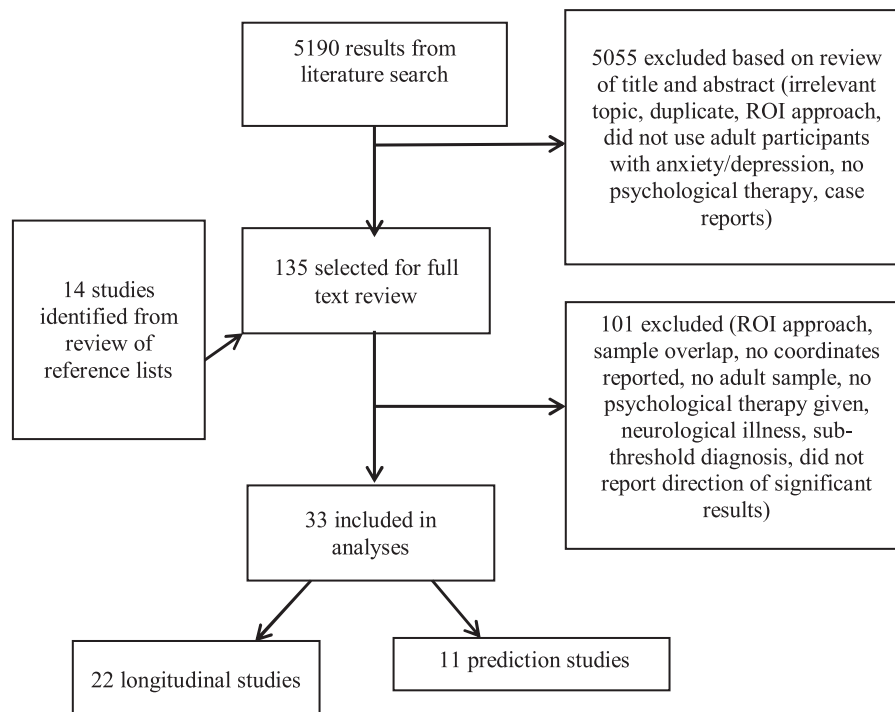 5190 results from
literature search
5055 excluded based on review
of title and abstract (irrelevant
topic, duplicate, ROI approach,
did not use adult participants
with anxiety/depression, no
psychological therapy, case
reports)
14 studies
identified from
review of
reference lists
135 selected for full
text review
101 excluded (ROI approach,
sample overlap, no coordinates
reported, no adult sample, no
psychological therapy given,
neurological illness, sub-
threshold diagnosis, did not
report direction of significant
results)
33 included in
analyses
22 longitudinal studies
11 prediction studies